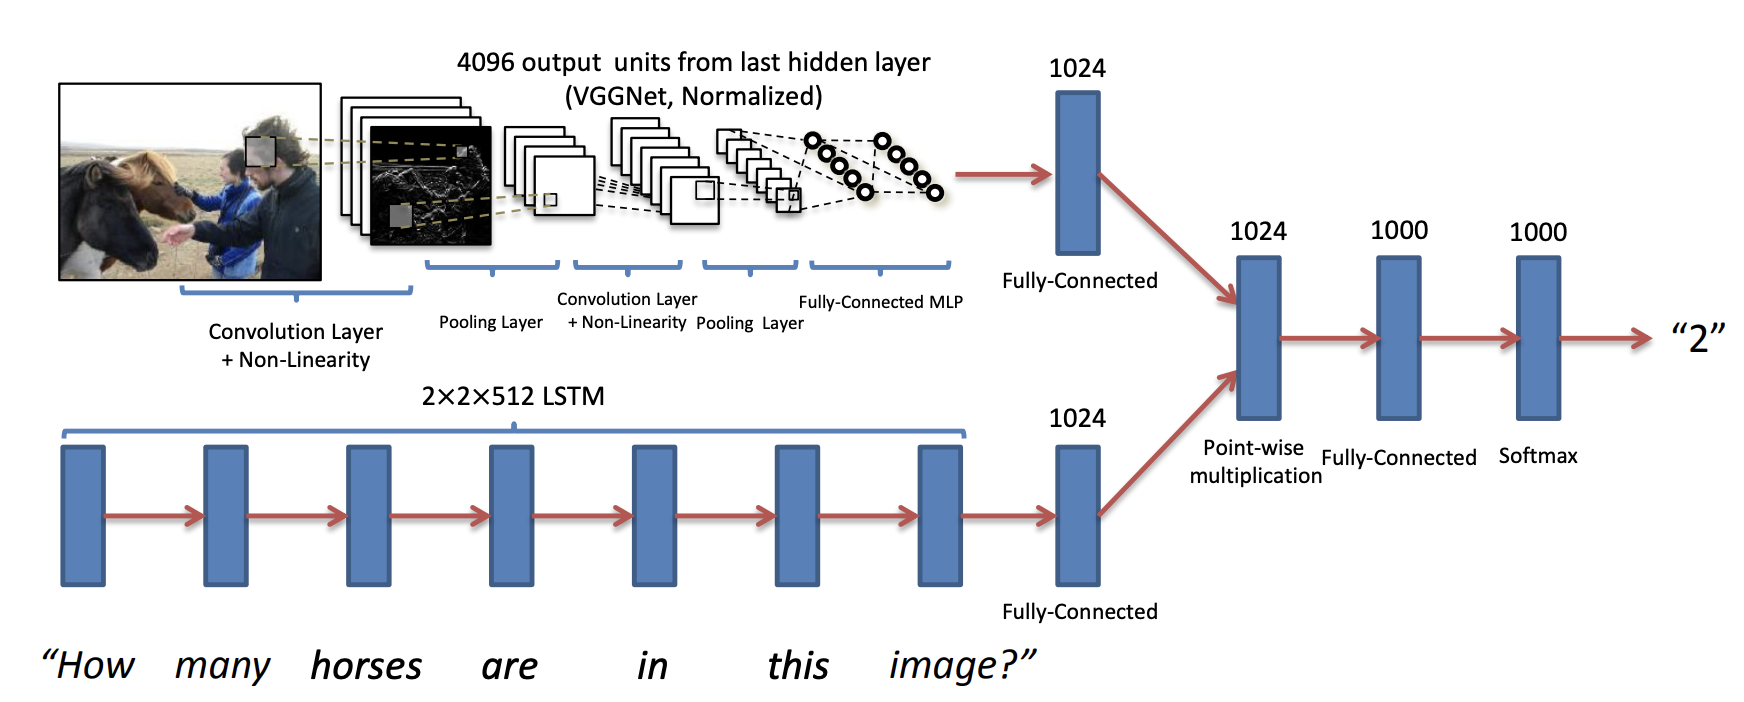 4096 output units from last hidden layer
(VGGNet, Normalized)
1024
Convolution Layer
+ Non-Linearity
Pooling Layer
Convolution Layer
+ Non-Linearity
Pooling Layer
Fully-Connected MLP
Fully-Connected
2×2×512 LSTM
1024
Fully-Connected
1024
Point-wise
multiplication
1000
Fully-Connected
1000
Softmax
“2”
“How many horses are in this image?”